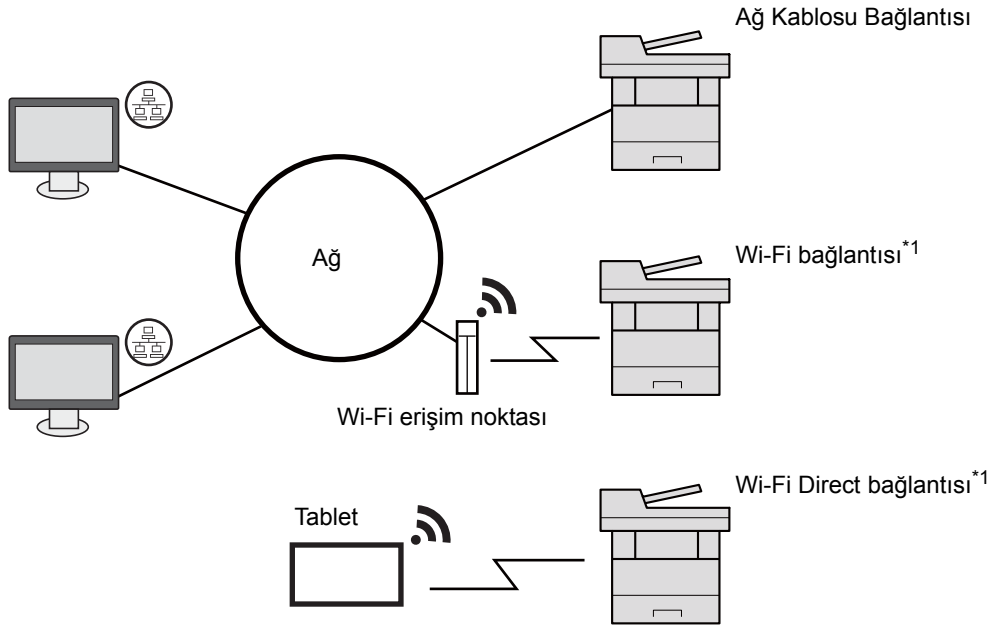 Ağ Kablosu Bağlantısı
Ağ
Wi-Fi bağlantısı*1
Wi-Fi erişim noktası
Wi-Fi Direct bağlantısı*1
Tablet